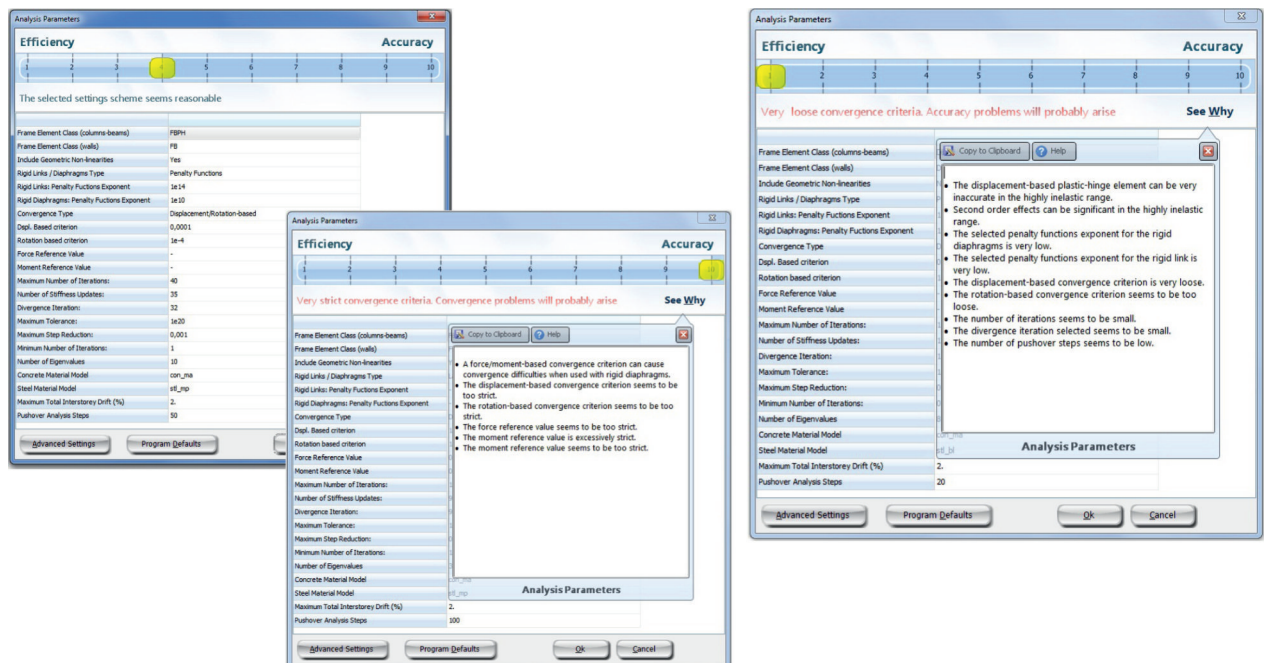 Analysis Parameters
Efficiency Accuracy
1 2 3 4 5 6 7 8 9 10
The selected settings scheme seems reasonable
Frame Element Class (columns-beams) FBPH
Frame Element Class (walls) FB
Include Geometric Non-linearities Yes
Rigid Links / Diaphragms Type Penalty Functions
Rigid Links: Penalty Fuctions Exponent 1e14
Rigid Diaphragms: Penalty Fuctions Exponent 1e10
Convergence Type Displacement/Rotation-based
Dspl. Based criterion 0,0001
Rotation based criterion 1e-4
Force Reference Value -
Moment Reference Value -
Maximum Number of Iterations: 40
Number of Stiffness Updates: 35
Divergence Iteration: 32
Maximum Tolerance: 1e20
Maximum Step Reduction: 0,001
Minimum Number of Iterations: 1
Number of Eigenvalues 10
Concrete Material Model con_ma
Steel Material Model stl_mp
Maximum Total Interstorey Drift (%) 2.
Pushover Analysis Steps 50
Advanced Settings Program Defaults
Analysis Parameters
Efficiency Accuracy
1 2 3 4 5 6 7 8 9 10
Very strict convergence criteria. Convergence problems will probably arise See Why
Frame Element Class (columns-beams)
Frame Element Class (walls)
Include Geometric Non-linearities
Rigid Links / Diaphragms Type
Rigid Links: Penalty Fuctions Exponent
Rigid Diaphragms: Penalty Fuctions Exponent
Convergence Type
Dspl. Based criterion
Rotation based criterion
Force Reference Value
Moment Reference Value
Maximum Number of Iterations:
Number of Stiffness Updates:
Divergence Iteration:
Maximum Tolerance:
Maximum Step Reduction:
Minimum Number of Iterations:
Number of Eigenvalues
Concrete Material Model con_ma
Steel Material Model stl_mp
Maximum Total Interstorey Drift (%) 2.
Pushover Analysis Steps 100
Copy to Clipboard Help
• A force/moment-based convergence criterion can cause
convergence difficulties when used with rigid diaphragms.
• The displacement-based convergence criterion seems to be
too strict.
• The rotation-based convergence criterion seems to be too
strict.
• The force reference value seems to be too strict.
• The moment reference value is excessively strict.
• The moment reference value seems to be too strict.
Analysis Parameters
Advanced Settings Program Defaults Ok Cancel
Analysis Parameters
Efficiency Accuracy
1 2 3 4 5 6 7 8 9 10
Very loose convergence criteria. Accuracy problems will probably arise See Why
Frame Element Class (columns-beams)
Frame Element Class (walls)
Include Geometric Non-linearities
Rigid Links / Diaphragms Type
Rigid Links: Penalty Fuctions Exponent
Rigid Diaphragms: Penalty Fuctions Exponent
Convergence Type
Dspl. Based criterion
Rotation based criterion
Force Reference Value
Moment Reference Value
Maximum Number of Iterations:
Number of Stiffness Updates:
Divergence Iteration:
Maximum Tolerance:
Maximum Step Reduction:
Minimum Number of Iterations:
Number of Eigenvalues
Concrete Material Model con_ma
Steel Material Model stl_bl
Maximum Total Interstorey Drift (%) 2.
Pushover Analysis Steps 20
Copy to Clipboard Help
• The displacement-based plastic-hinge element can be very
inaccurate in the highly inelastic range.
• Second order effects can be significant in the highly inelastic
range.
• The selected penalty functions exponent for the rigid
diaphragms is very low.
• The selected penalty functions exponent for the rigid link is
very low.
• The displacement-based convergence criterion is very loose.
• The rotation-based convergence criterion seems to be too
loose.
• The number of iterations seems to be small.
• The divergence iteration selected seems to be small.
• The number of pushover steps seems to be low.
Analysis Parameters
Advanced Settings Program Defaults Ok Cancel